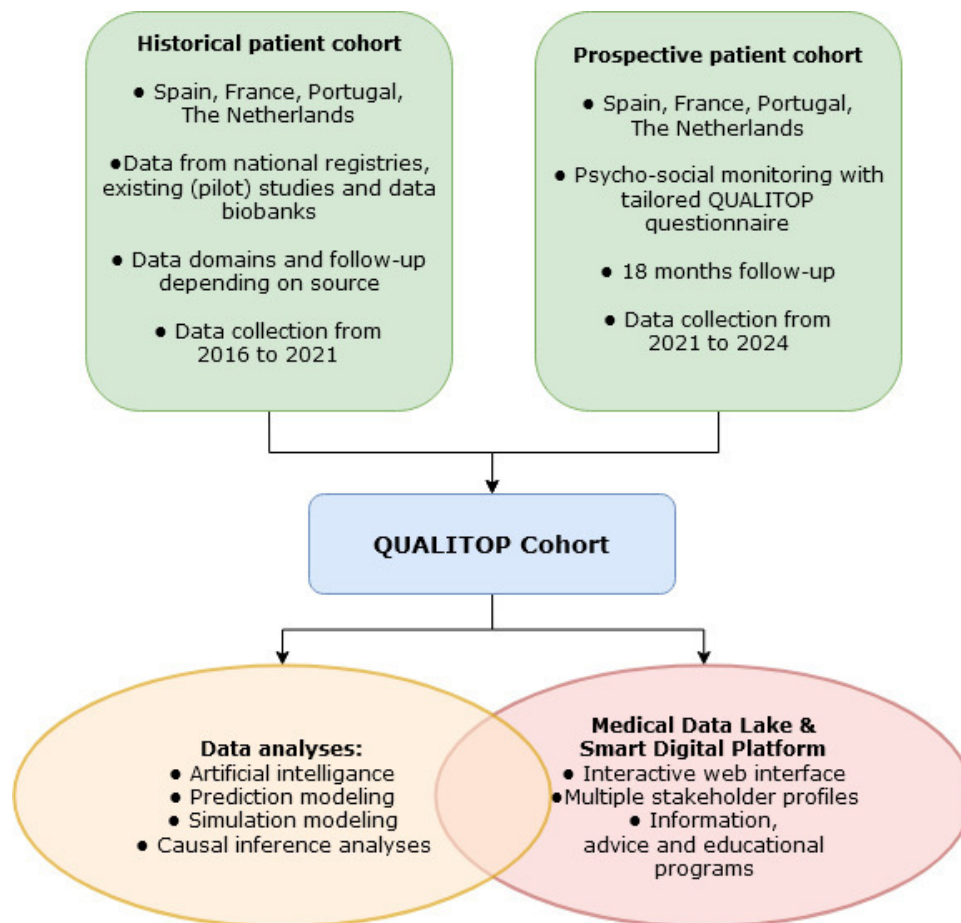 Historical patient cohort
● Spain, France, Portugal,
The Netherlands
●Data from national registries,
existing (pilot) studies and data
biobanks
● Data domains and follow-up
depending on source
● Data collection from
2016 to 2021
Prospective patient cohort
● Spain, France, Portugal,
The Netherlands
● Psycho-social monitoring with
tailored QUALITOP
questionnaire
● 18 months follow-up
● Data collection from
2021 to 2024
QUALITOP Cohort
Data analyses:
● Artificial intelligance
● Prediction modeling
● Simulation modeling
● Causal inference analyses
Medical Data Lake &
Smart Digital Platform
● Interactive web interface
●Multiple stakeholder profiles
● Information,
advice and educational
programs